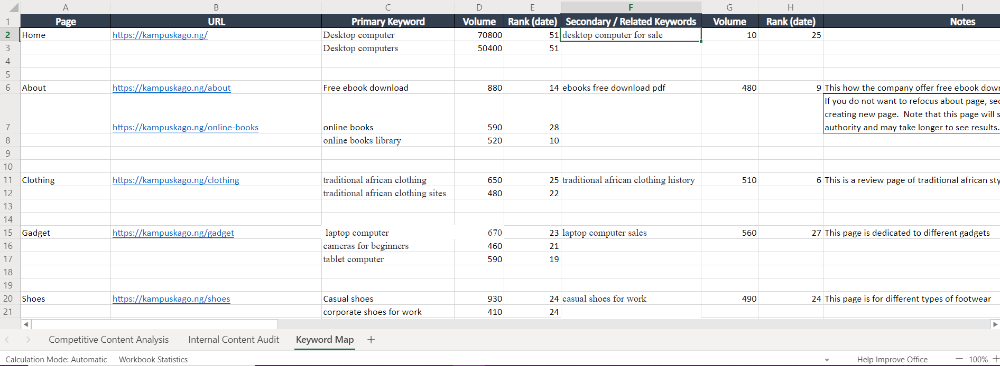 A B C D E F G H I
1 Page URL Primary Keyword Volume Rank (date) Secondary / Related Keywords Volume Rank (date) Notes
2 Home https://kampuskago.ng/ Desktop computer 70800 51 desktop computer for sale 10 25
3 Desktop computers 50400 51
4
5
6 About https://kampuskago.ng/about Free ebook download 880 14 ebooks free download pdf 480 9 This how the company offer free ebook
If you do not want to refocus about page,
creating new page. Note that this page will
7 https://kampuskago.ng/online-books online books 590 28 authority and may take longer to see results.
8 online books library 520 10
9
10
11 Clothing https://kampuskago.ng/clothing traditional african clothing 650 25 traditional african clothing history 510 6 This is a review page of traditional african
12 traditional african clothing sites 480 22
13
14
15 Gadget https://kampuskago.ng/gadget laptop computer 670 23 laptop computer sales 560 27 This page is dedicated to different gadgets
16 cameras for beginners 460 21
17 tablet computer 590 19
18
19
20 Shoes https://kampuskago.ng/shoes Casual shoes 930 24 casual shoes for work 490 24 This page is for different types of footwear
21 corporate shoes for work 410 24
Competitive Content Analysis Internal Content Audit Keyword Map +
Calculation Mode: Automatic Workbook Statistics Help Improve Office — 100% +